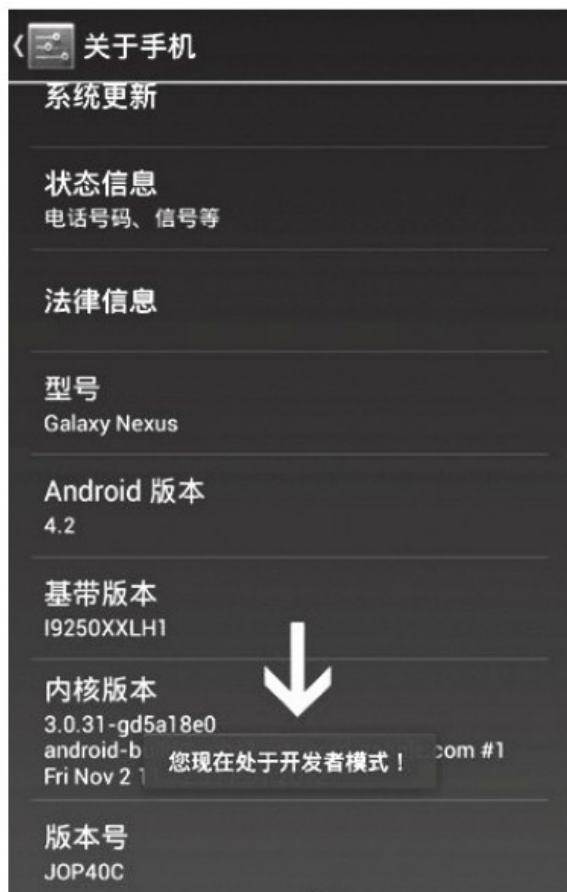 关于手机
系统更新
状态信息
电话号码、信号等
法律信息
型号
Galaxy Nexus
Android 版本
4.2
基带版本
I9250XXLH1
内核版本
3.0.31-gd5a18e0
com #1
Fri Nov 2
您现在处于开发者模式！
版本号
JOP40C